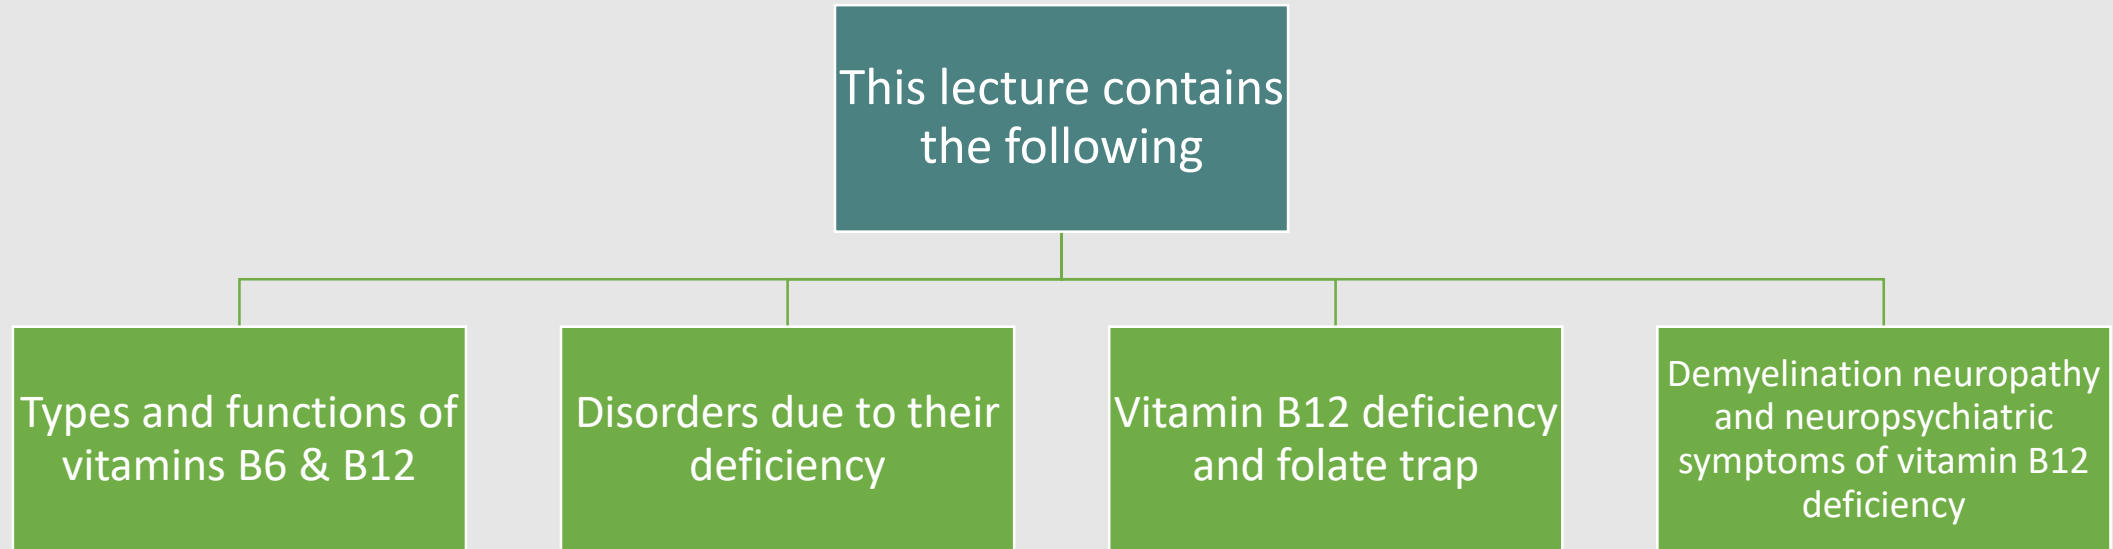 This lecture contains
the following
Types and functions of
vitamins B6 & B12
Disorders due to their
deficiency
Vitamin B12 deficiency
and folate trap
Demyelination neuropathy
and neuropsychiatric
symptoms of vitamin B12
deficiency